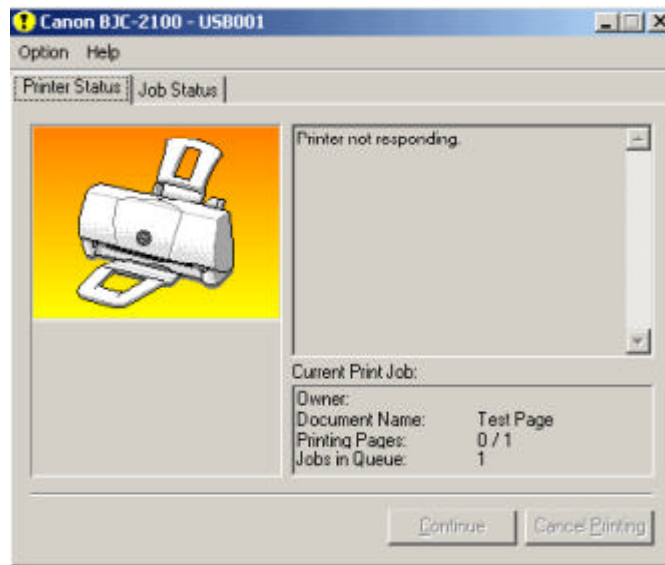 Canon BJC-2100 - USB001
Option Help
Printer Status Job Status
Printer not responding.
Current Print Job:
Owner:
Document Name: Test Page
Printing Pages: 0 / 1
Jobs in Queue: 1
Continue Cancel Printing